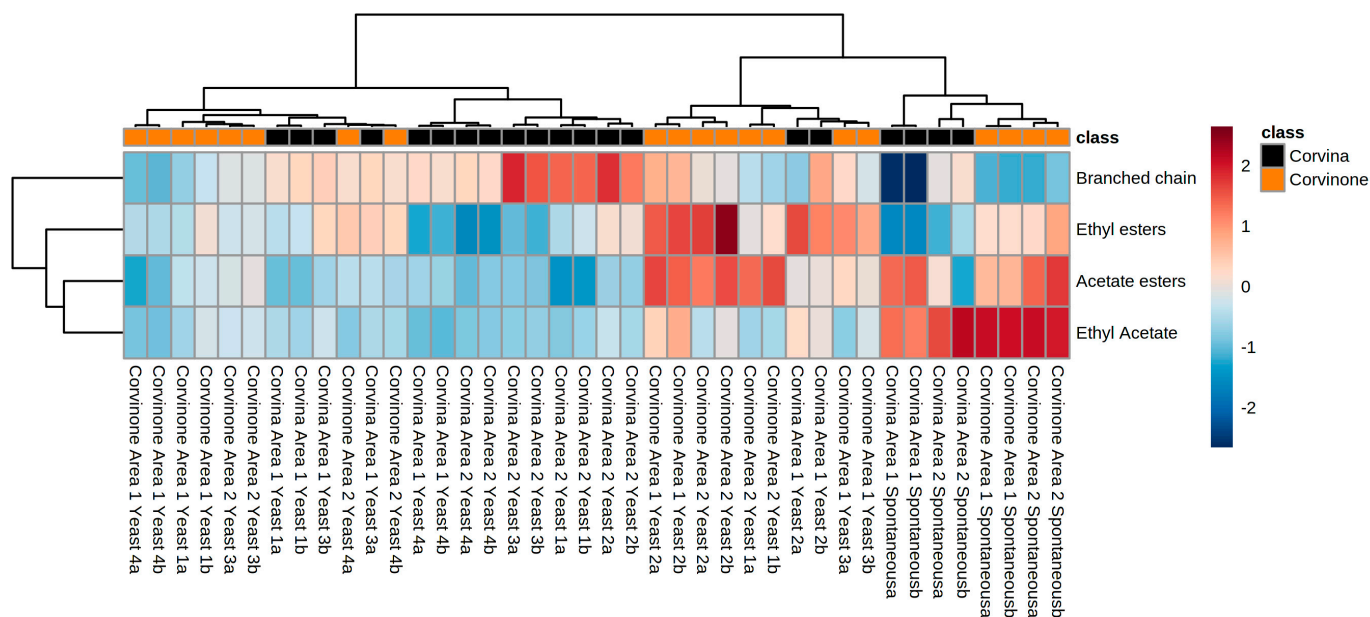 class
class
Corvina
Corvinone
2
1
0
-1
-2
Branched chain
Ethyl esters
Acetate esters
Ethyl Acetate
Corvinone Area 1 Yeast 4a
Corvinone Area 1 Yeast 4b
Corvinone Area 1 Yeast 1a
Corvinone Area 1 Yeast 1b
Corvinone Area 2 Yeast 3a
Corvinone Area 2 Yeast 3b
Corvina Area 1 Yeast 1a
Corvina Area 1 Yeast 1b
Corvina Area 1 Yeast 3b
Corvinone Area 2 Yeast 4a
Corvina Area 1 Yeast 3a
Corvinone Area 2 Yeast 4b
Corvina Area 1 Yeast 4a
Corvina Area 1 Yeast 4b
Corvina Area 2 Yeast 4a
Corvina Area 2 Yeast 4b
Corvina Area 2 Yeast 3a
Corvina Area 2 Yeast 3b
Corvina Area 2 Yeast 1a
Corvina Area 2 Yeast 1b
Corvina Area 2 Yeast 2a
Corvina Area 2 Yeast 2b
Corvinone Area 1 Yeast 2a
Corvinone Area 1 Yeast 2b
Corvinone Area 2 Yeast 2a
Corvinone Area 2 Yeast 2b
Corvinone Area 2 Yeast 1a
Corvinone Area 2 Yeast 1b
Corvina Area 1 Yeast 2a
Corvina Area 1 Yeast 2b
Corvinone Area 1 Yeast 3a
Corvinone Area 1 Yeast 3b
Corvina Area 1 Spontaneousa
Corvina Area 1 Spontaneousb
Corvina Area 2 Spontaneousa
Corvina Area 2 Spontaneousb
Corvinone Area 1 Spontaneousa
Corvinone Area 1 Spontaneousb
Corvinone Area 2 Spontaneousa
Corvinone Area 2 Spontaneousb